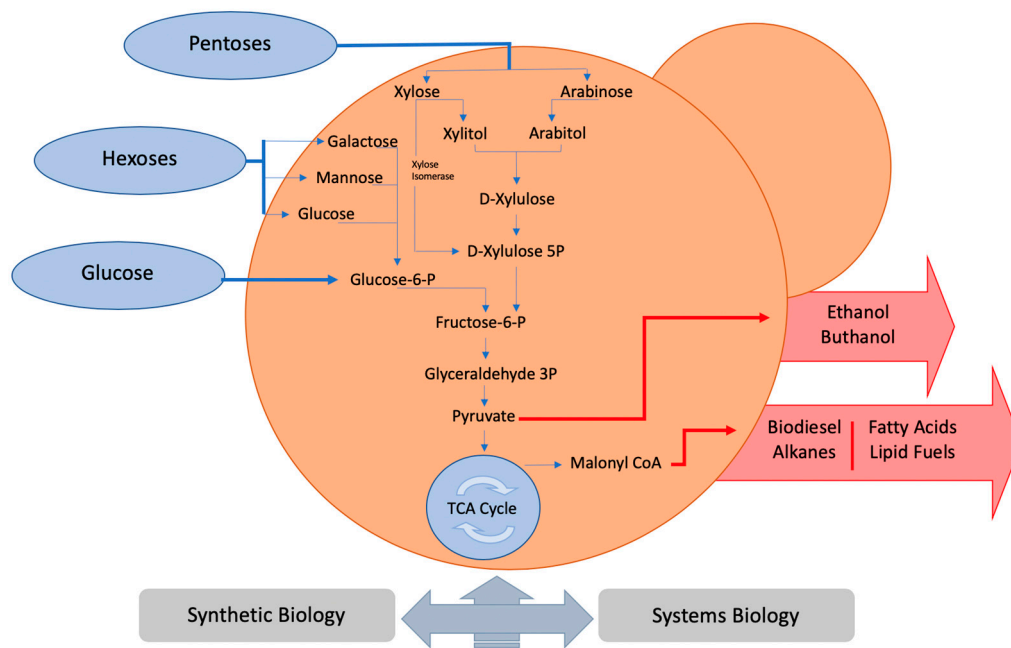 Pentoses
Xylose
Arabinose
Xylitol
Arabitol
Hexoses
Galactose
Mannose
Glucose
Xylose
Isomerase
D-Xylulose
D-Xylulose 5P
Glucose
Glucose-6-P
Fructose-6-P
Glyceraldehyde 3P
Pyruvate
TCA Cycle
Malonyl CoA
Ethanol
Buthanol
Biodiesel
Alkanes
Fatty Acids
Lipid Fuels
Synthetic Biology
Systems Biology